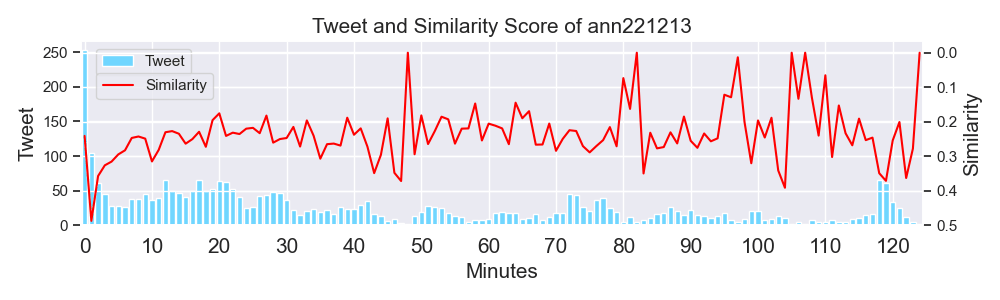 Tweet and Similarity Score of ann221213
Tweet
Similarity
250
200
150
100
50
0
Tweet
0.0
0.1
0.2
0.3
0.4
0.5
Similarity
0 10 20 30 40 50 60 70 80 90 100 110 120
Minutes